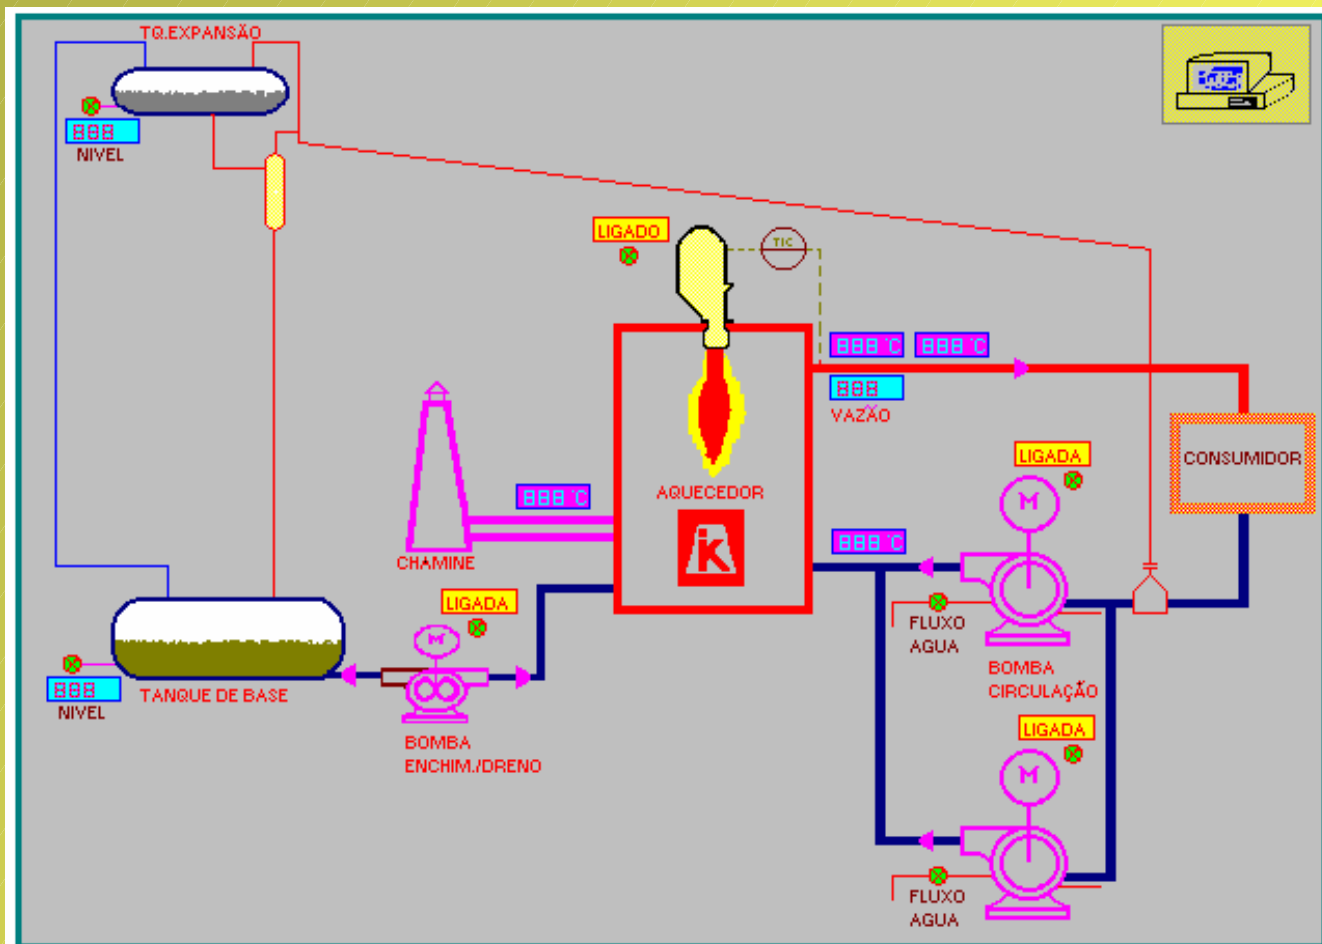 TQ.EXPANSÃO
888
NIVEL
LIGADO
TIC
888°C 888°C
888
VAZÃO
CONSUMIDOR
LIGADA
M
AQUECEDOR
888°C
k
CHAMINE
888°C
LIGADA
M
FLUXO
AGUA
BOMBA
CIRCULAÇÃO
888
NIVEL
TANQUE DE BASE
BOMBA
ENCHIM./DRENO
LIGADA
M
FLUXO
AGUA